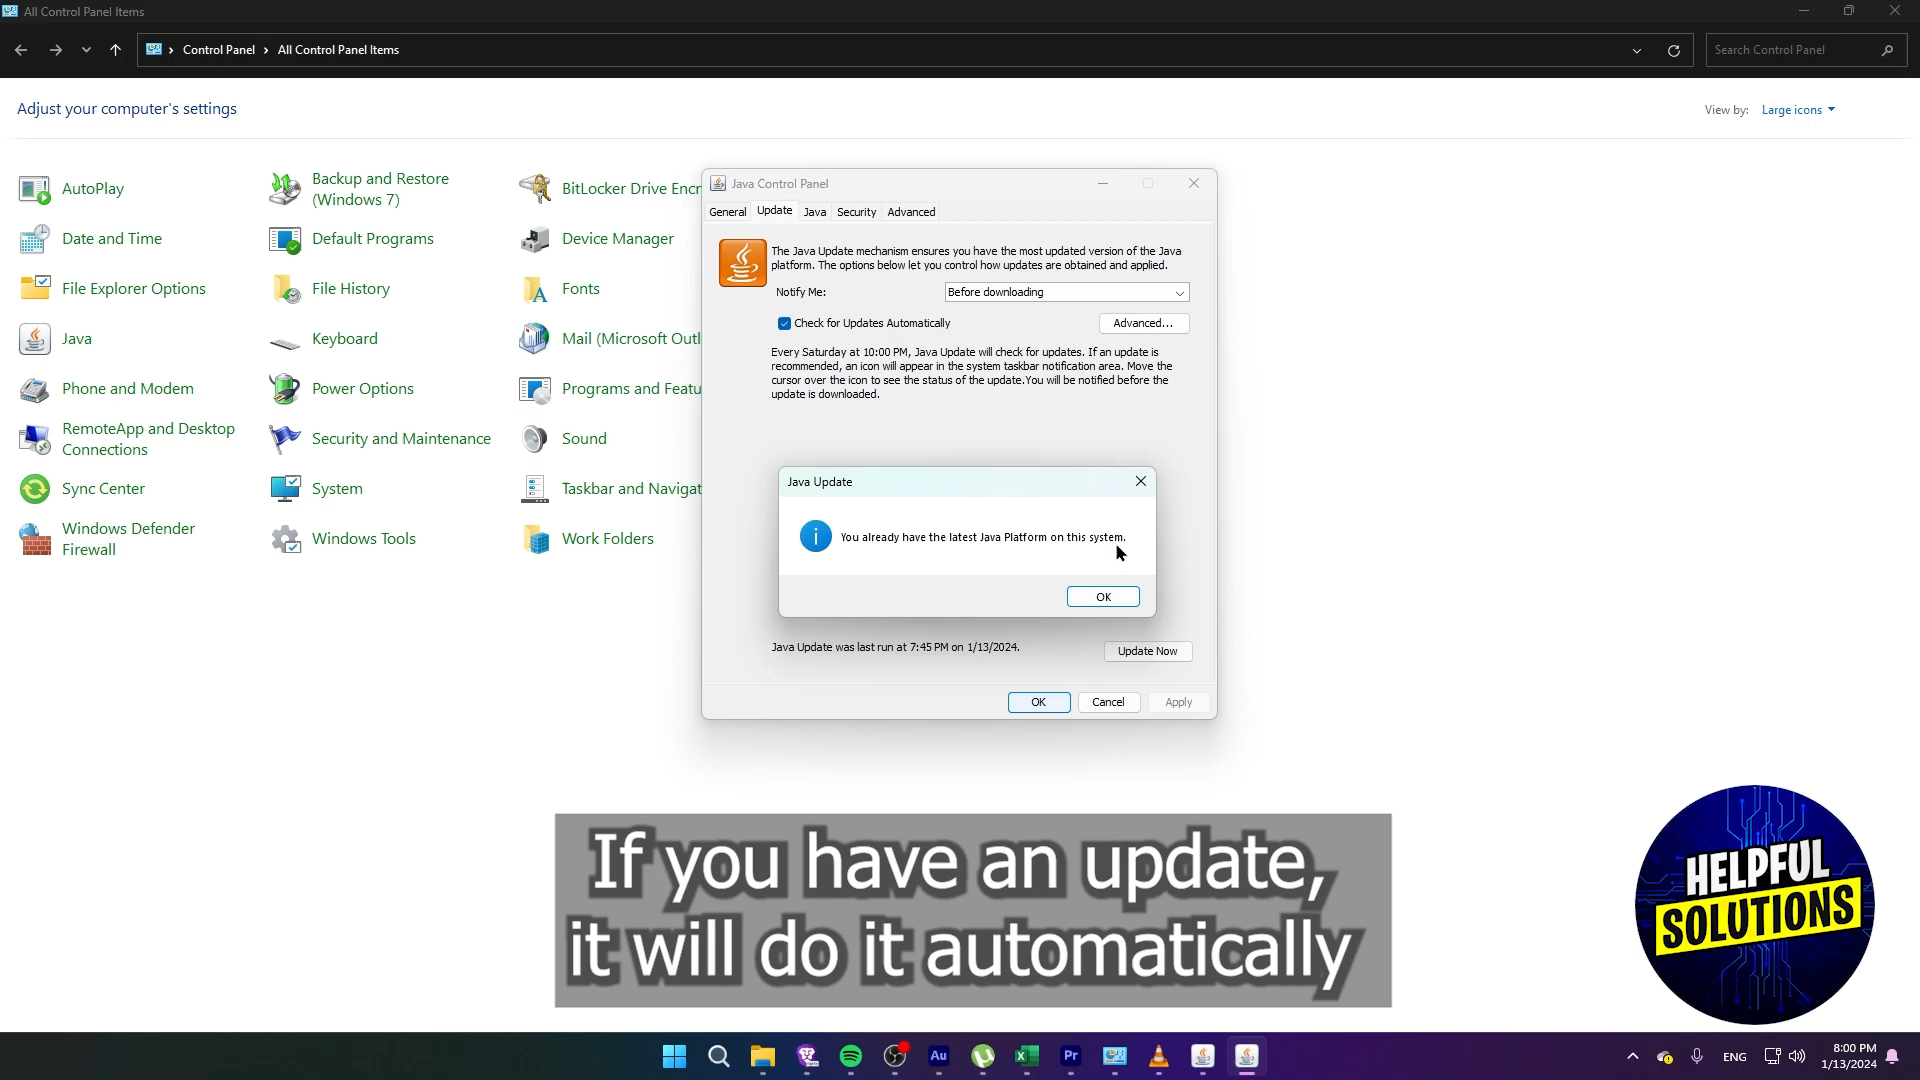 All Control Panel Items
Control Panel > All Control Panel Items
Search Control Panel
Adjust your computer's settings
View by: Large icons
AutoPlay
Backup and Restore
(Windows 7)
BitLocker Drive Encr
Date and Time
Default Programs
Device Manager
File Explorer Options
File History
Fonts
Java
Keyboard
Mail (Microsoft Outl
Phone and Modem
Power Options
Programs and Featu
RemoteApp and Desktop
Connections
Security and Maintenance
Sound
Sync Center
System
Taskbar and Navigat
Windows Defender
Firewall
Windows Tools
Work Folders
Java Control Panel
General Update Java Security Advanced
The Java Update mechanism ensures you have the most updated version of the Java
platform. The options below let you control how updates are obtained and applied.
Notify Me: Before downloading
Check for Updates Automatically Advanced...
Every Saturday at 10:00 PM, Java Update will check for updates. If an update is
recommended, an icon will appear in the system taskbar notification area. Move the
cursor over the icon to see the status of the update.You will be notified before the
update is downloaded.
Java Update
You already have the latest Java Platform on this system.
OK
Java Update was last run at 7:45 PM on 1/13/2024.
Update Now
OK Cancel Apply
If you have an update,
it will do it automatically
HELPFUL
SOLUTIONS
Au
Pr
ENG
8:00 PM
1/13/2024